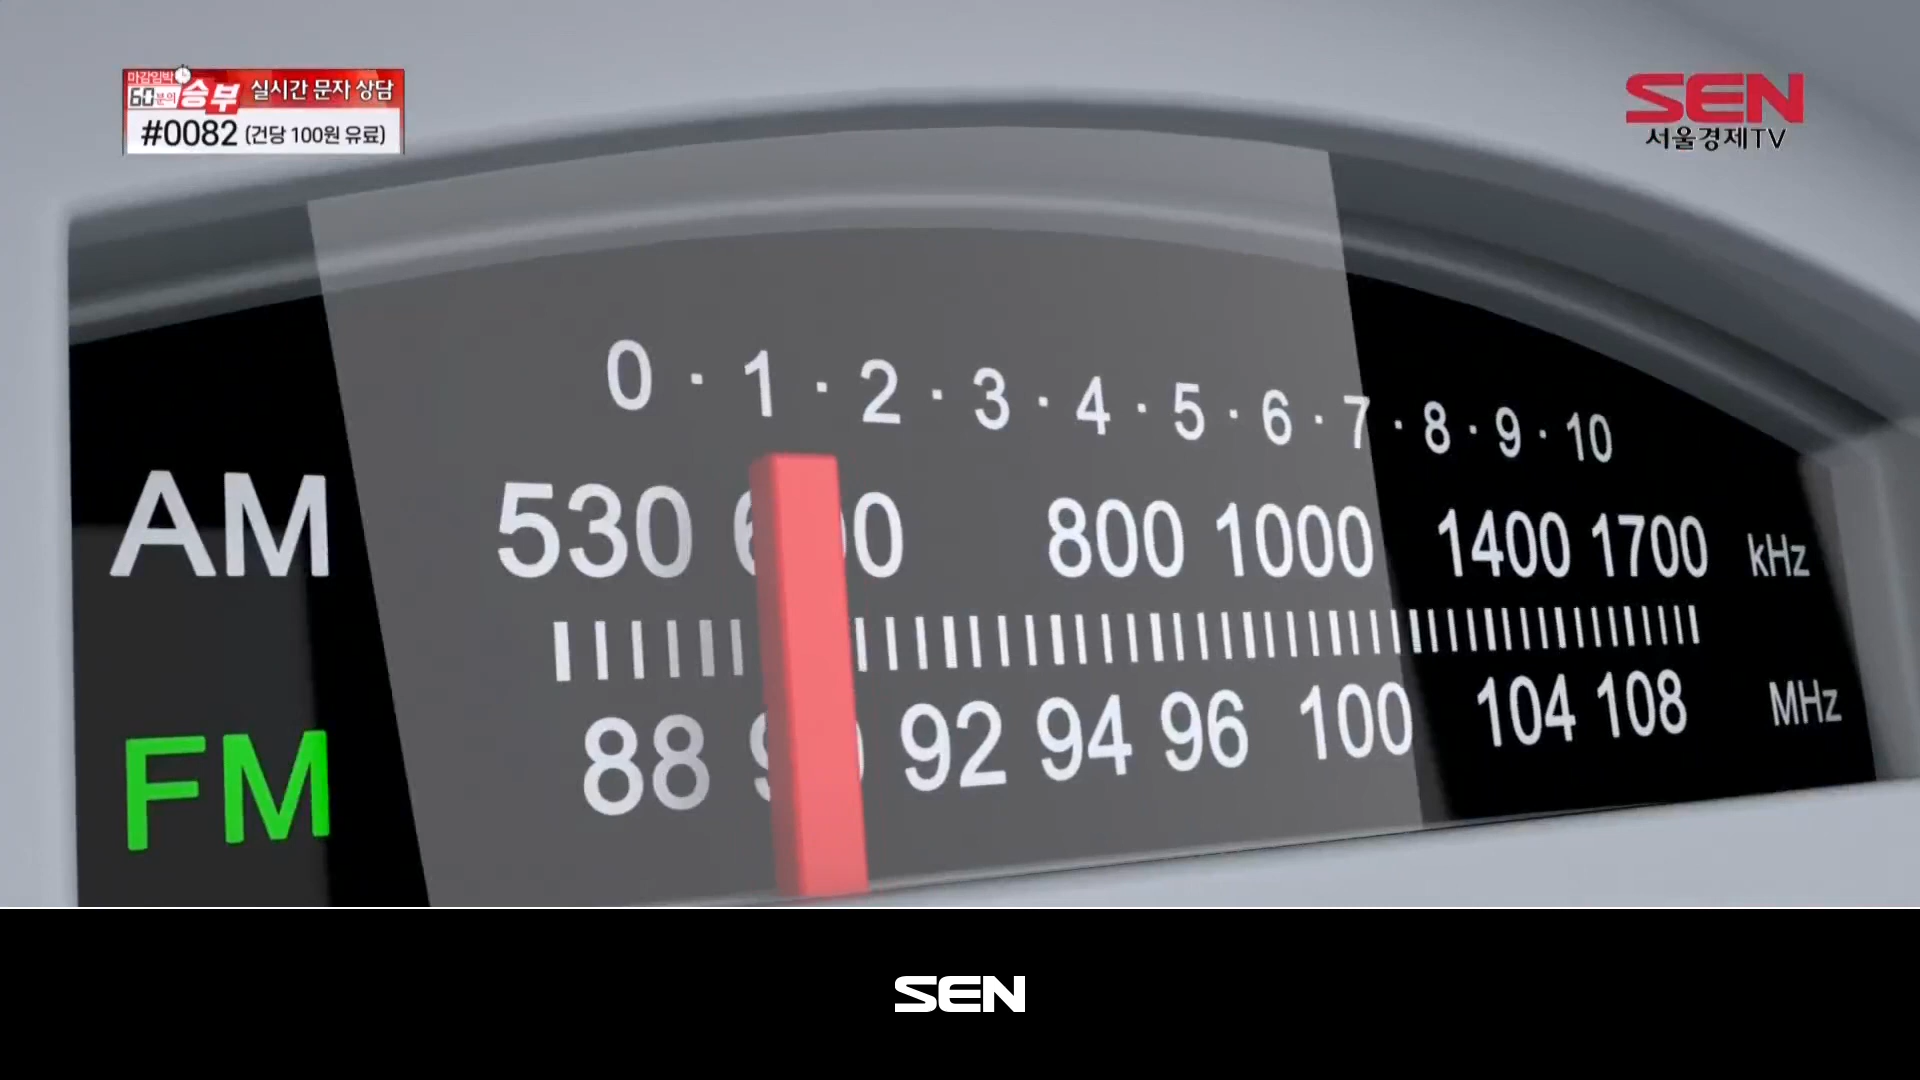 마감임박
60분의 승부 실시간 문자 상담
#0082 (건당 100원 유료)
SEN
서울경제TV
0 · 1 · 2 · 3 · 4 · 5 · 6 · 7 · 8 · 9 · 10
AM 530 800 1000 1400 1700 kHz
FM 88 92 94 96 100 104 108 MHz
SEN